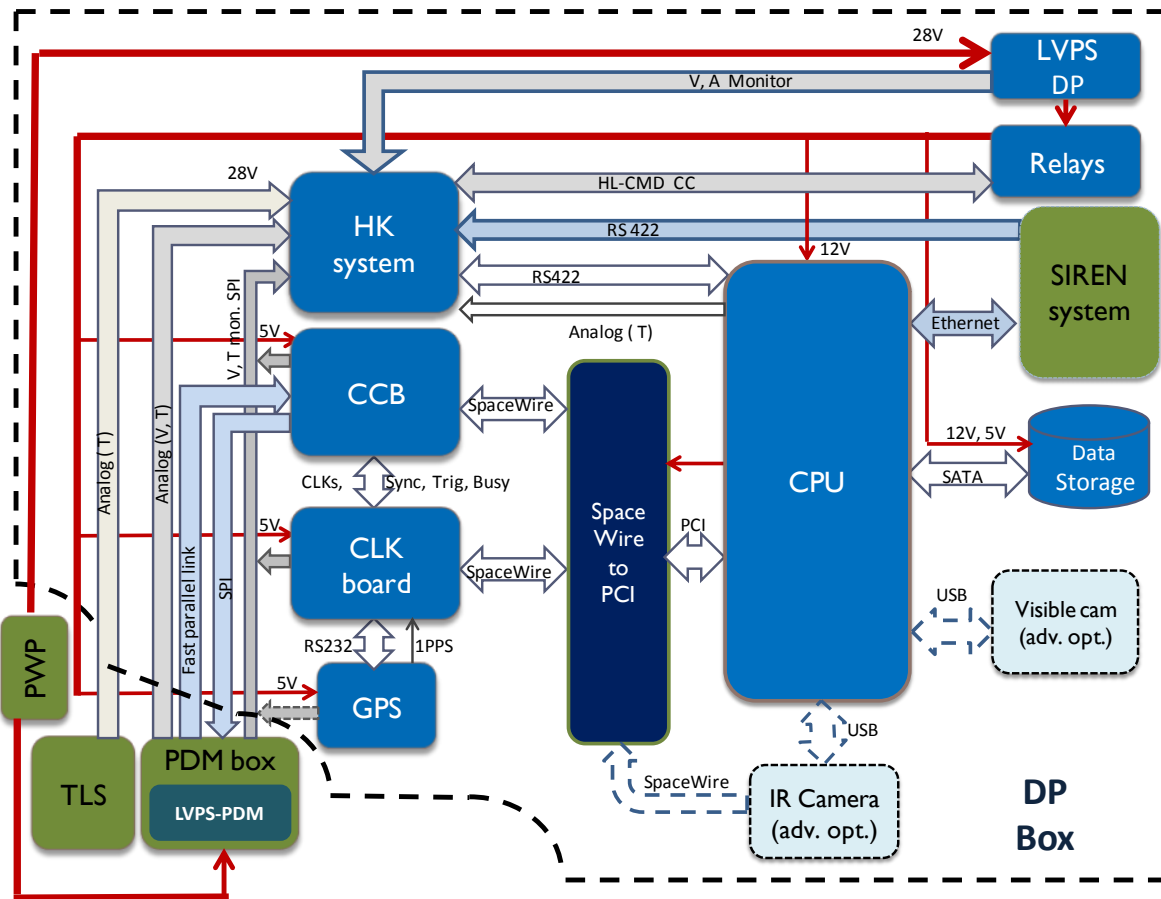 28V
LVPS
DP
V, A Monitor
Relays
28V
HL-CMD CC
HK
system
RS 422
SIREN
system
RS422
12V
Analog ( T)
Ethernet
V, T mon. SPI
5V
CCB
SpaceWire
12V, 5V
Data
Storage
SATA
CPU
Analog ( T)
Analog (V, T)
CLKs,
Sync, Trig, Busy
Space
Wire
to
PCI
PCI
5V
CLK
board
SpaceWire
Fast parallel link
SPI
USB
Visible cam
(adv. opt.)
PWP
RS232
1PPS
5V
GPS
USB
SpaceWire
IR Camera
(adv. opt.)
TLS
PDM box
LVPS-PDM
DP
Box